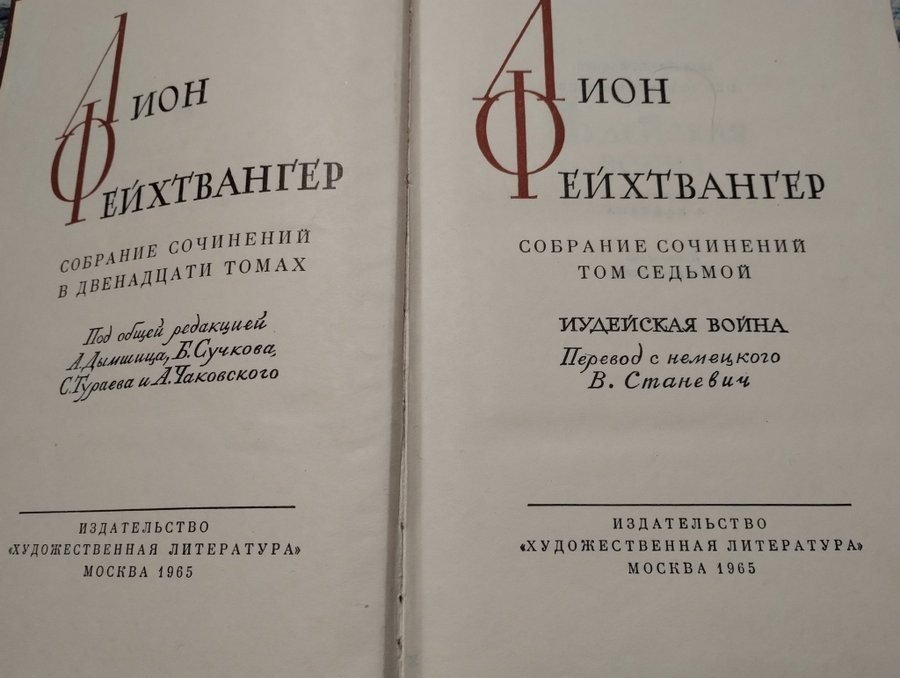 ЛИОН
ФЕЙХТВАНГЕР
СОБРАНИЕ СОЧИНЕНИЙ
В ДВЕНАДЦАТИ ТОМАХ
Под общей редакцией
А. Дымшица, Б. Сучкова,
С. Тураева и А. Чаковского
ИЗДАТЕЛЬСТВО
«ХУДОЖЕСТВЕННАЯ ЛИТЕРАТУРА»
МОСКВА 1965
ЛИОН
ФЕЙХТВАНГЕР
СОБРАНИЕ СОЧИНЕНИЙ
ТОМ СЕДЬМОЙ
ИУДЕЙСКАЯ ВОЙНА
Перевод с немецкого
В. Станевич
ИЗДАТЕЛЬСТВО
«ХУДОЖЕСТВЕННАЯ ЛИТЕРАТУРА»
МОСКВА 1965